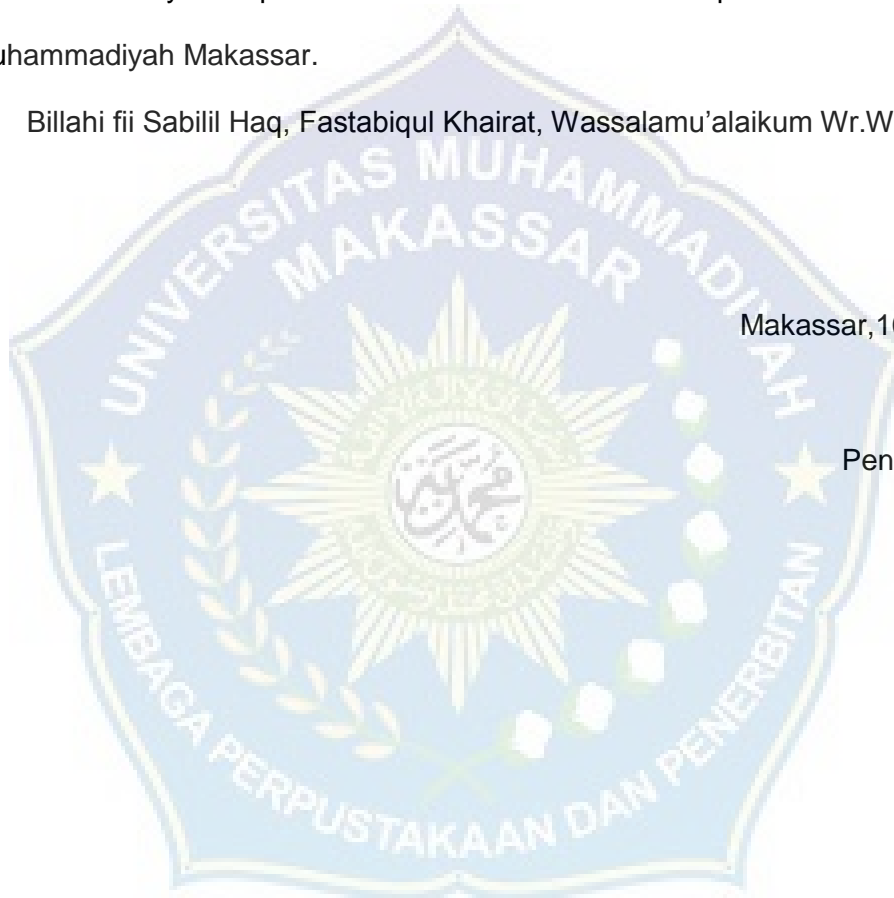 uhammadiyah Makassar.
Billahi fii Sabilil Haq, Fastabiqul Khairat, Wassalamu’alaikum Wr.W
UNIVERSITAS MUHAMMADIYAH
MAKASSAR
Makassar,1
Pen
محمدية
LEMBAGA PERPUSTAKAAN DAN PENERBITAN